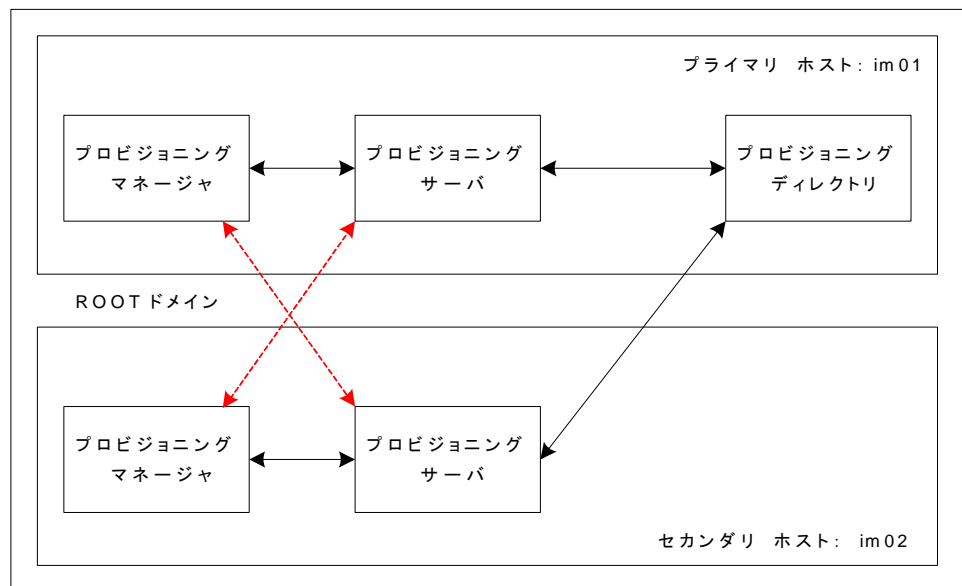 プライマリ ホスト: im01
プロビジョニング
マネージャ
プロビジョニング
サーバ
プロビジョニング
ディレクトリ
ROOTドメイン
プロビジョニング
マネージャ
プロビジョニング
サーバ
セカンダリ ホスト: im02